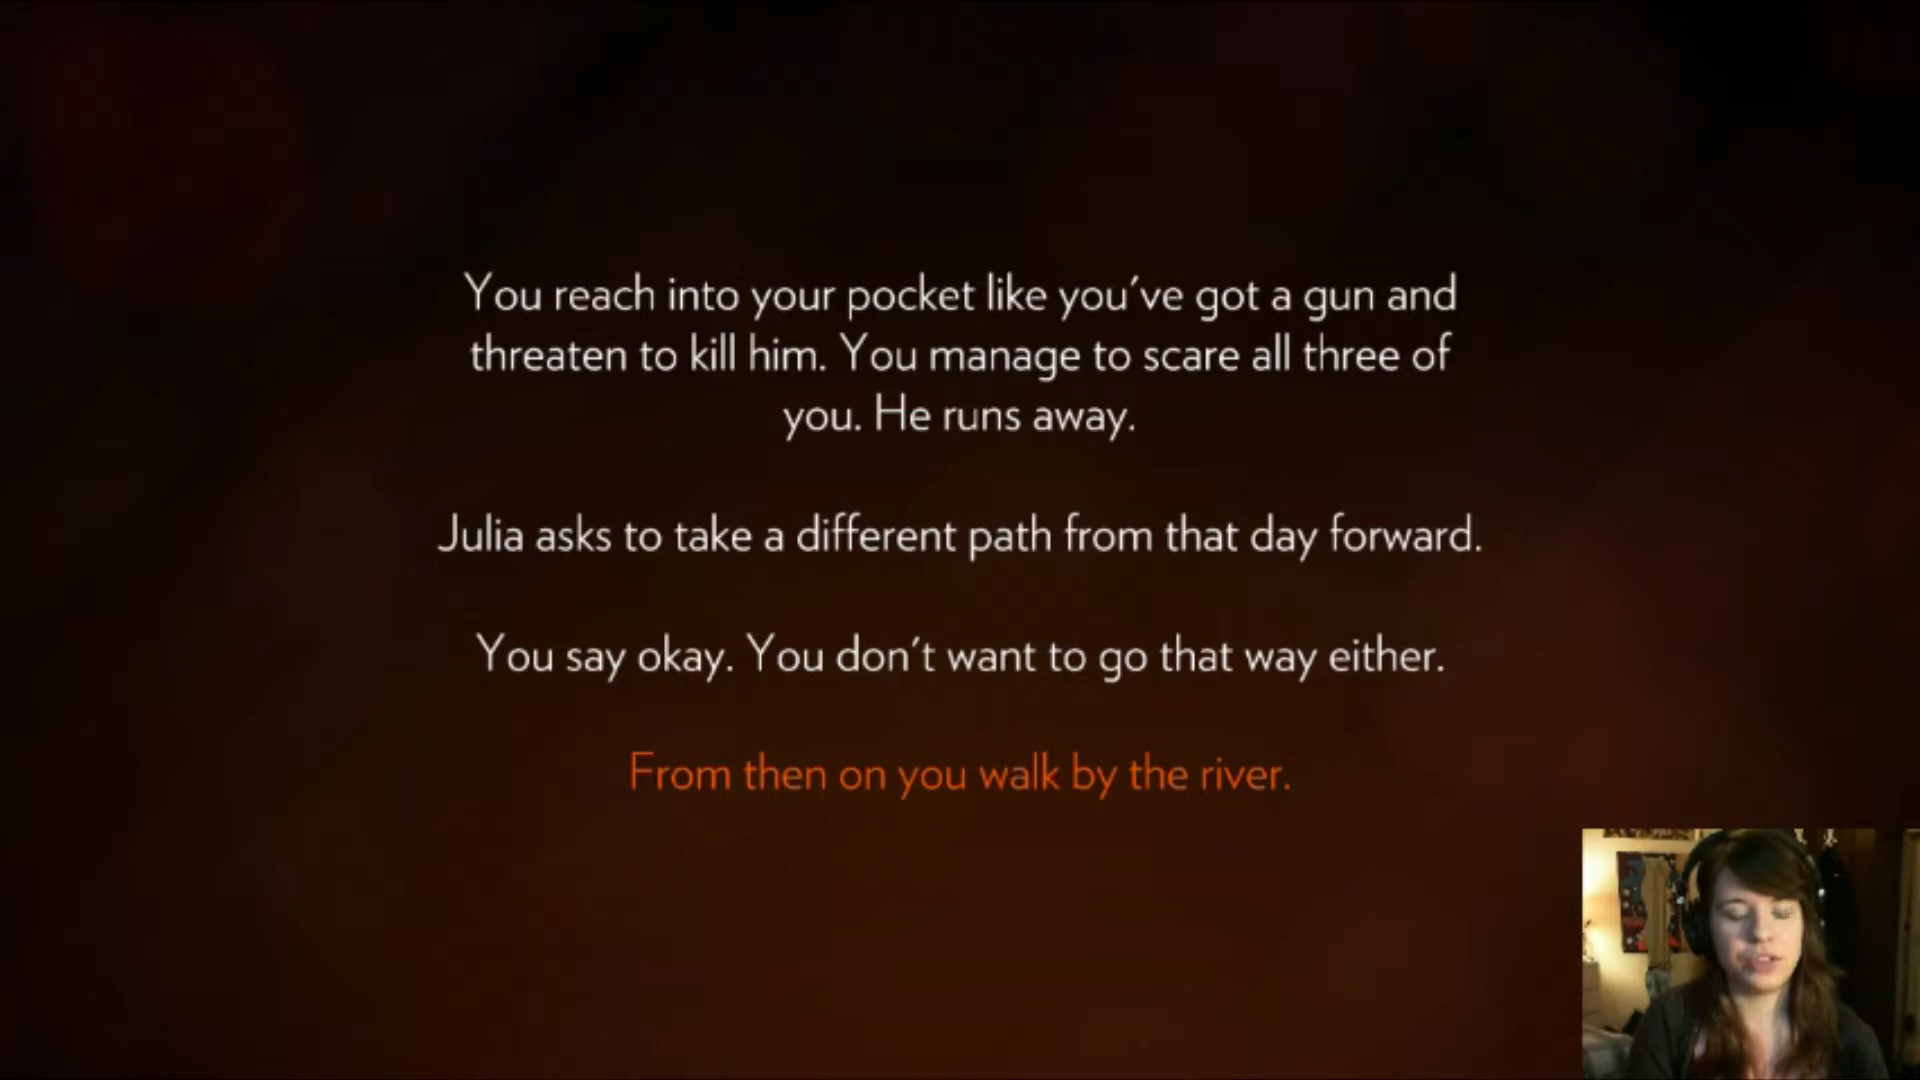 You reach into your pocket like you've got a gun and
threaten to kill him. You manage to scare all three of
you. He runs away.
Julia asks to take a different path from that day forward.
You say okay. You don't want to go that way either.
From then on you walk by the river.